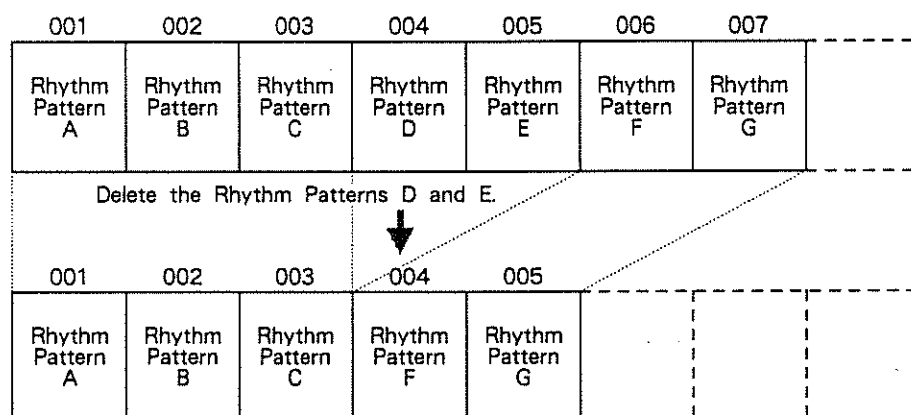 001 002 003 004 005 006 007
Rhythm Pattern A
Rhythm Pattern B
Rhythm Pattern C
Rhythm Pattern D
Rhythm Pattern E
Rhythm Pattern F
Rhythm Pattern G
Delete the Rhythm Patterns D and E.
001 002 003 004 005
Rhythm Pattern A
Rhythm Pattern B
Rhythm Pattern C
Rhythm Pattern F
Rhythm Pattern G